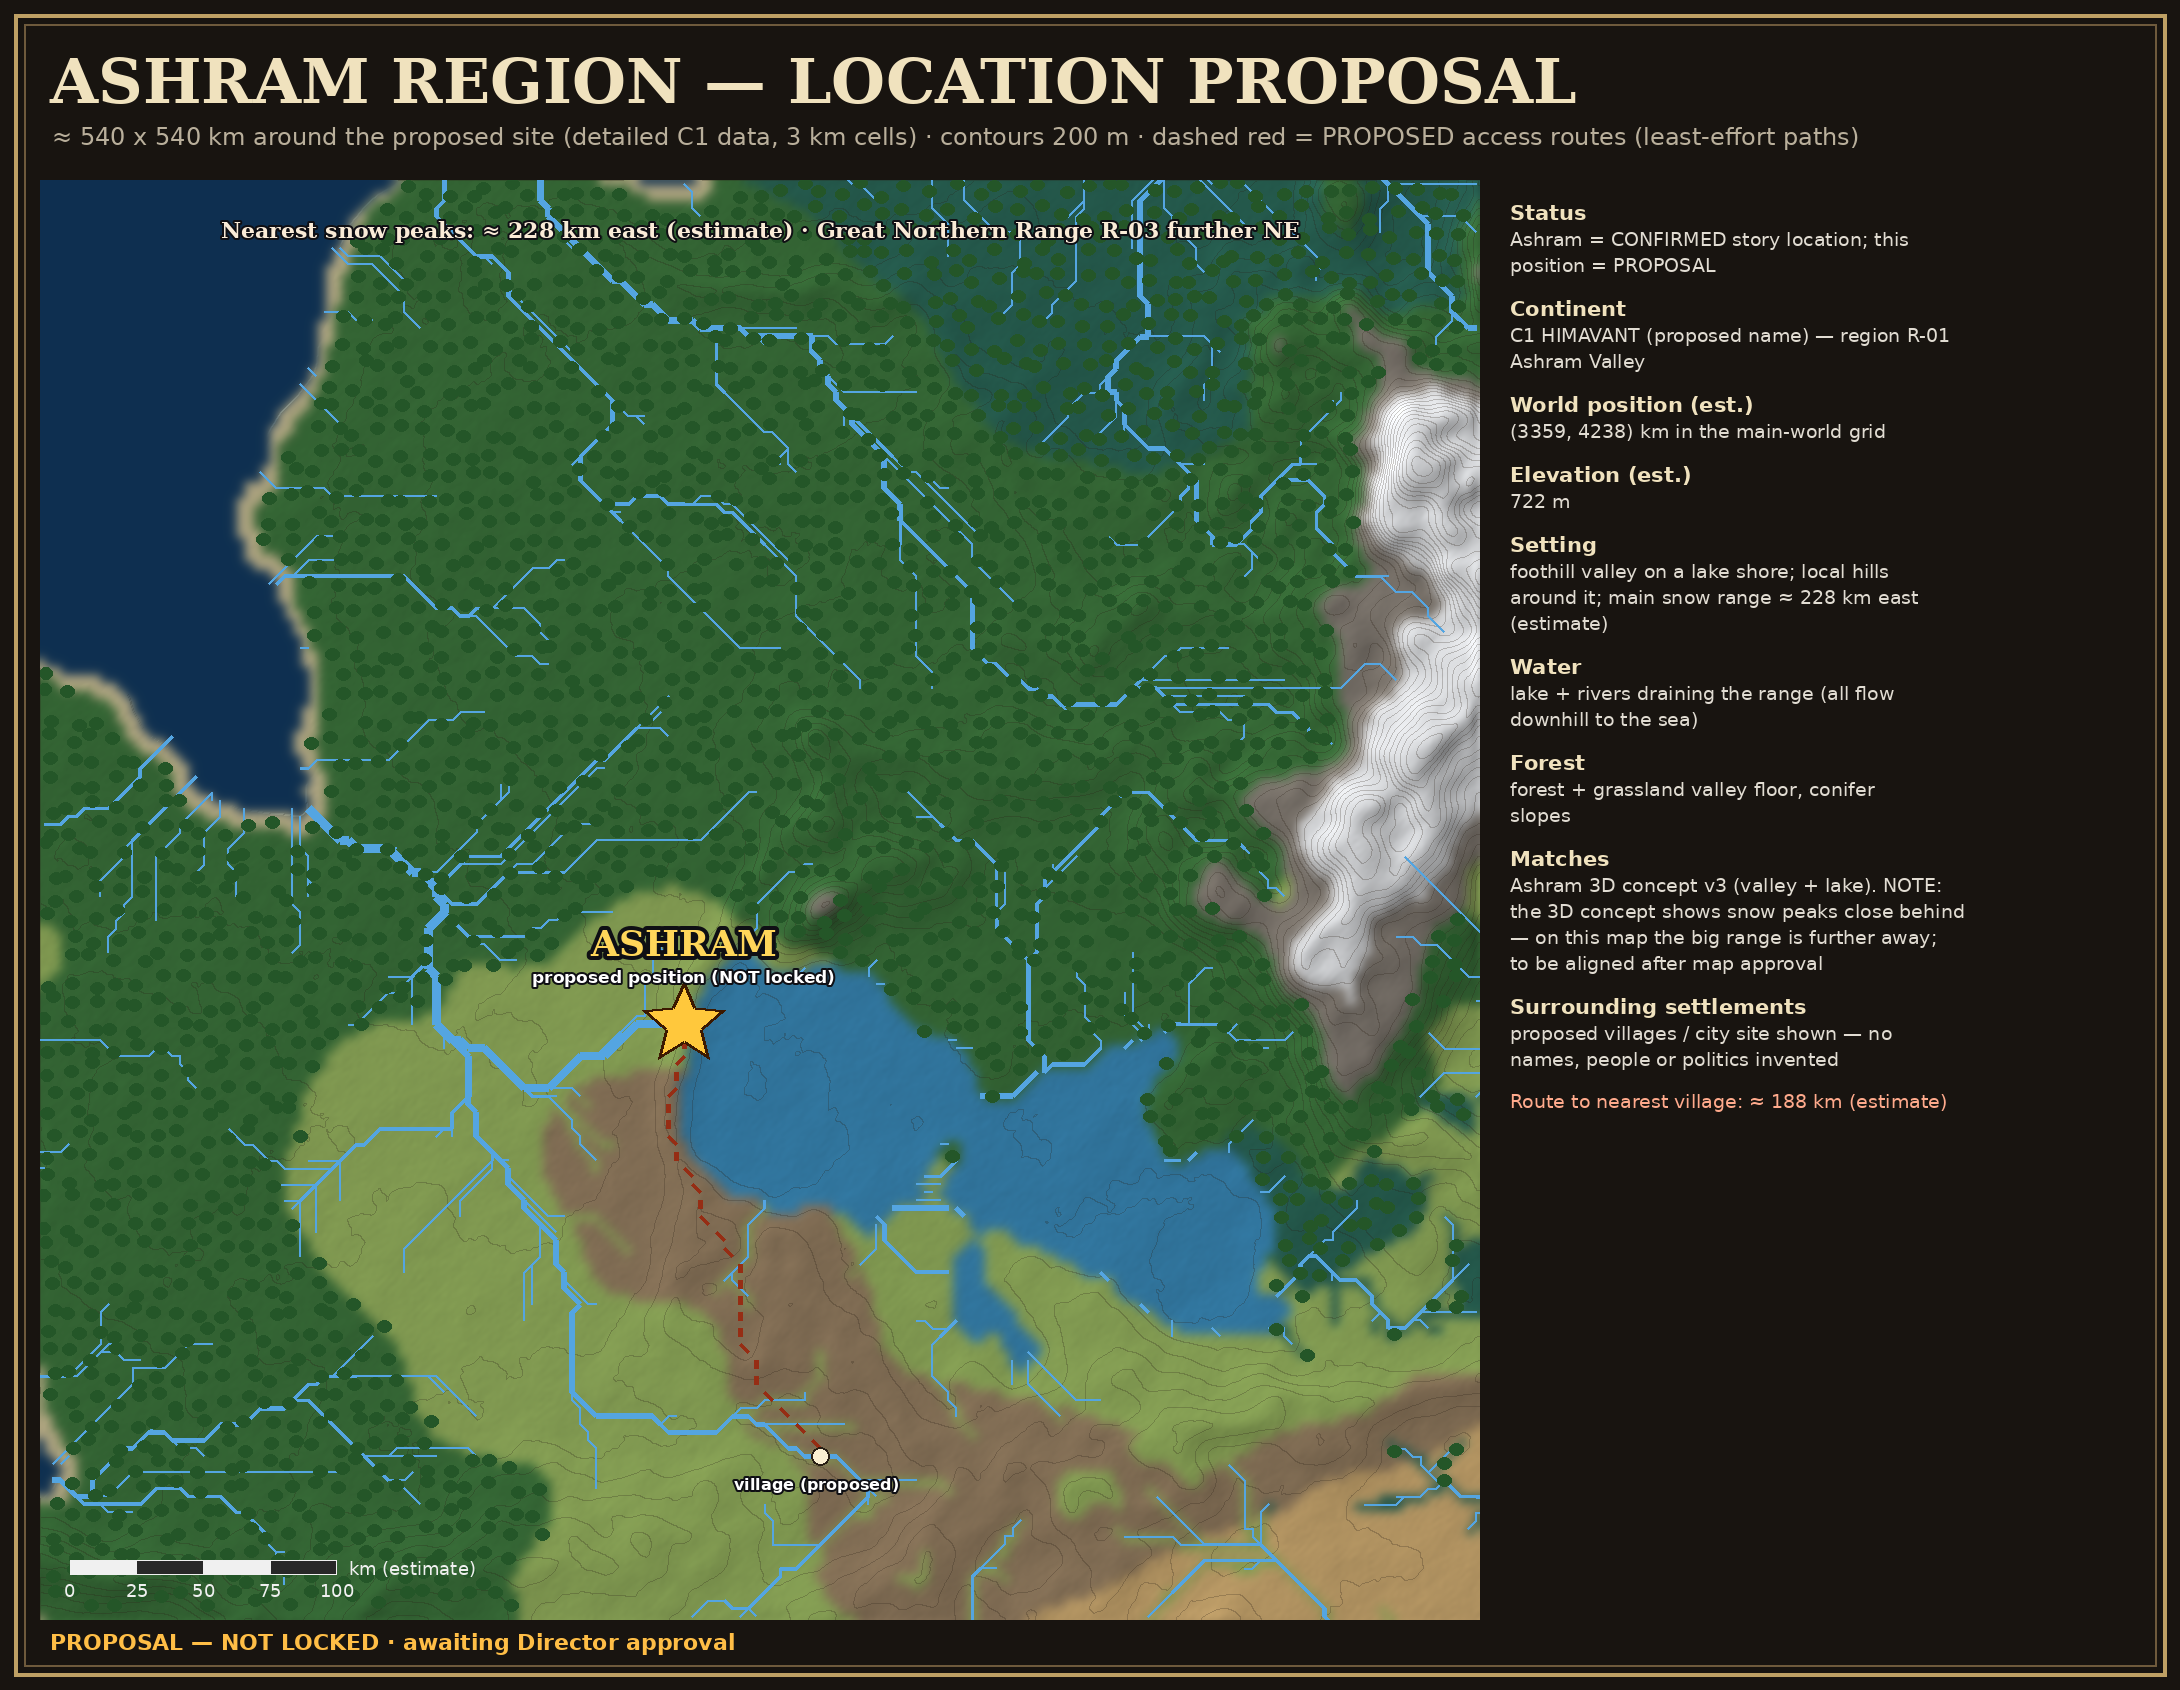 ASHRAM REGION — LOCATION PROPOSAL
≈ 540 x 540 km around the proposed site (detailed C1 data, 3 km cells) · contours 200 m · dashed red = PROPOSED access routes (least-effort paths)
Nearest snow peaks: ≈ 228 km east (estimate) · Great Northern Range R-03 further NE
ASHRAM
proposed position (NOT locked)
village (proposed)
km (estimate)
0 25 50 75 100
Status
Ashram = CONFIRMED story location; this
position = PROPOSAL
Continent
C1 HIMAVANT (proposed name) — region R-01
Ashram Valley
World position (est.)
(3359, 4238) km in the main-world grid
Elevation (est.)
722 m
Setting
foothill valley on a lake shore; local hills
around it; main snow range ≈ 228 km east
(estimate)
Water
lake + rivers draining the range (all flow
downhill to the sea)
Forest
forest + grassland valley floor, conifer
slopes
Matches
Ashram 3D concept v3 (valley + lake). NOTE:
the 3D concept shows snow peaks close behind
— on this map the big range is further away;
to be aligned after map approval
Surrounding settlements
proposed villages / city site shown — no
names, people or politics invented
Route to nearest village: ≈ 188 km (estimate)
PROPOSAL — NOT LOCKED · awaiting Director approval